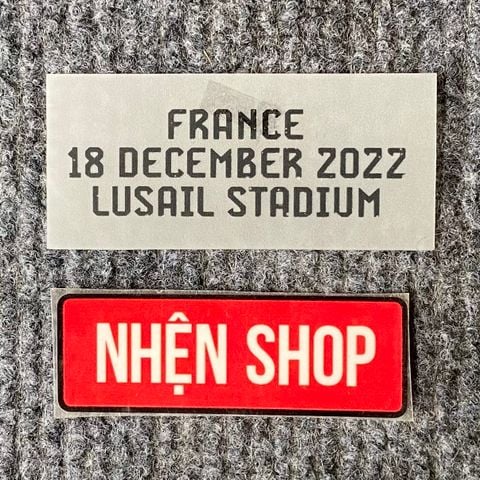 FRANCE
18 DECEMBER 2022
LUSAIL STADIUM
NHỆN SHOP